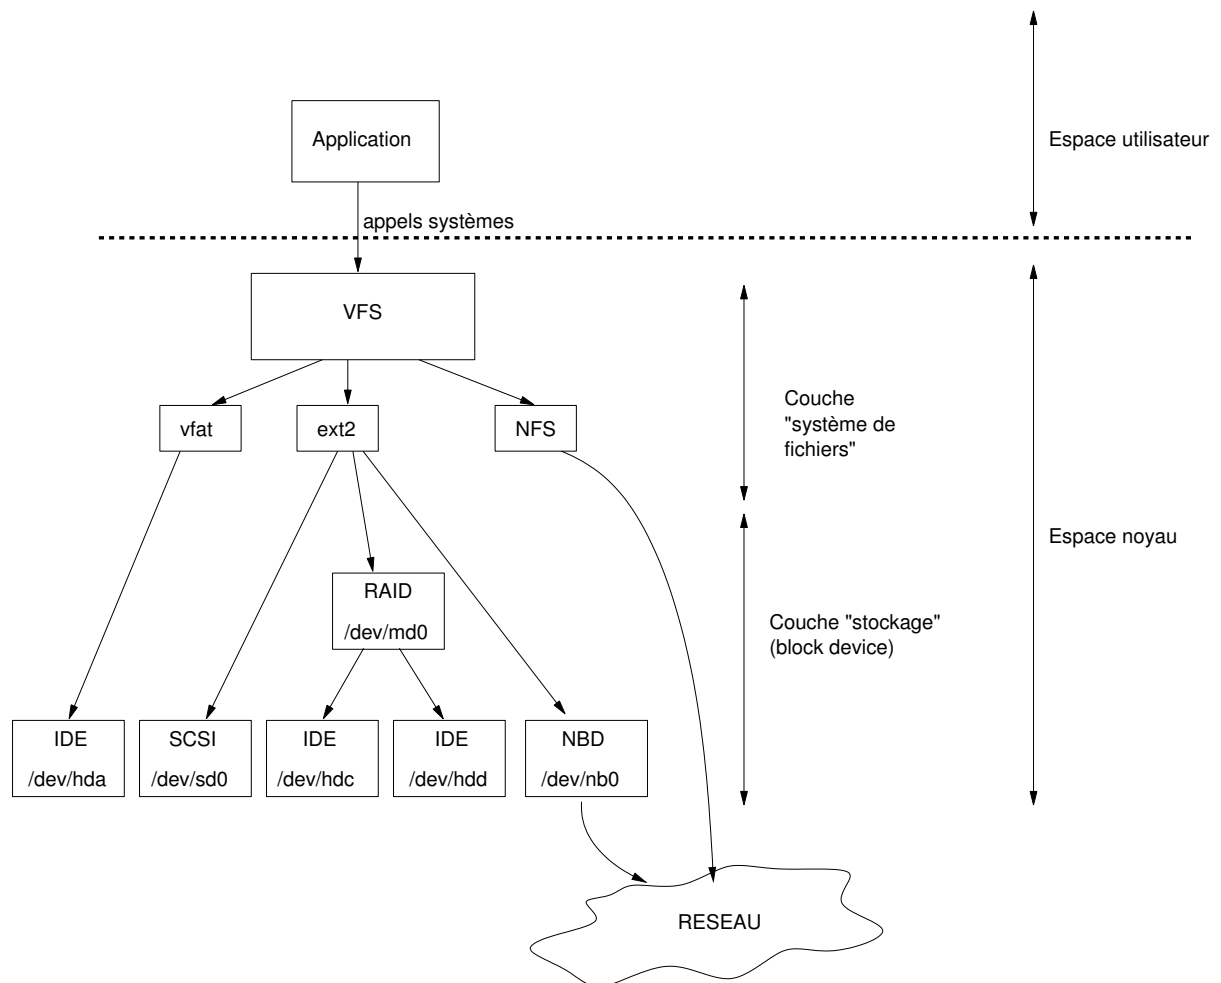 Application
Espace utilisateur
appels systèmes
VFS
vfat
ext2
NFS
Couche
"système de
fichiers"
Espace noyau
RAID
/dev/md0
Couche "stockage"
(block device)
IDE
/dev/hda
SCSI
/dev/sd0
IDE
/dev/hdc
IDE
/dev/hdd
NBD
/dev/nb0
RESEAU